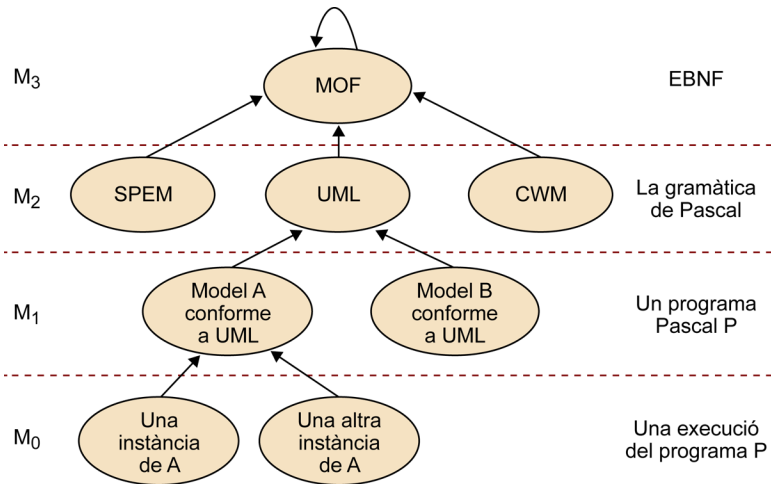 M3
MOF
EBNF
M2
SPEM
UML
CWM
La gramàtica
de Pascal
M1
Model A
conforme
a UML
Model B
conforme
a UML
Un programa
Pascal P
M0
Una
instància
de A
Una altra
instància
de A
Una execució
del programa P